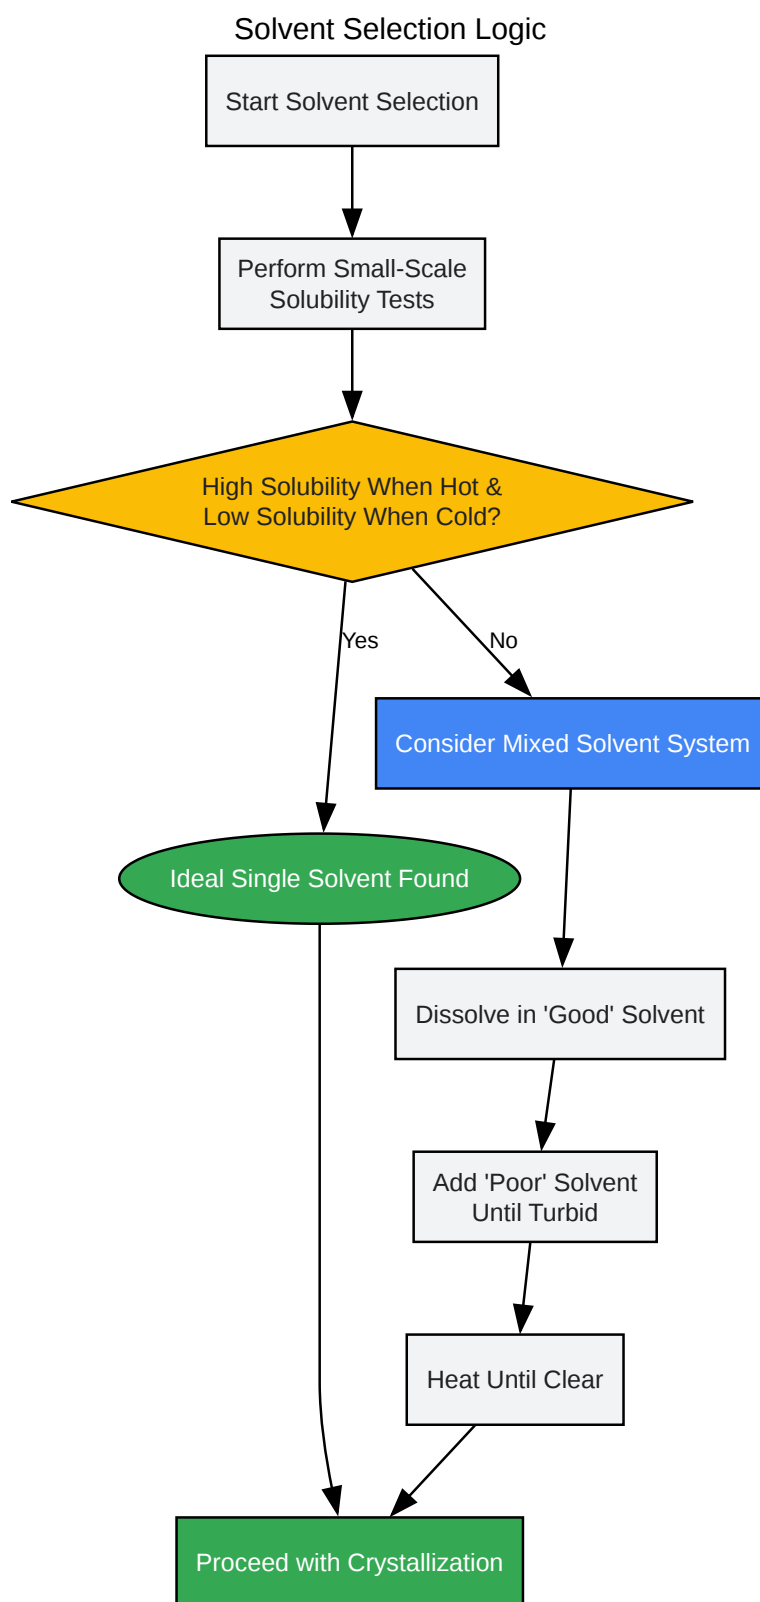 Solvent Selection Logic
Start Solvent Selection
Perform Small-Scale
Solubility Tests
High Solubility When Hot &
Low Solubility When Cold?
Yes
No
Consider Mixed Solvent System
Ideal Single Solvent Found
Dissolve in 'Good' Solvent
Add 'Poor' Solvent
Until Turbid
Heat Until Clear
Proceed with Crystallization